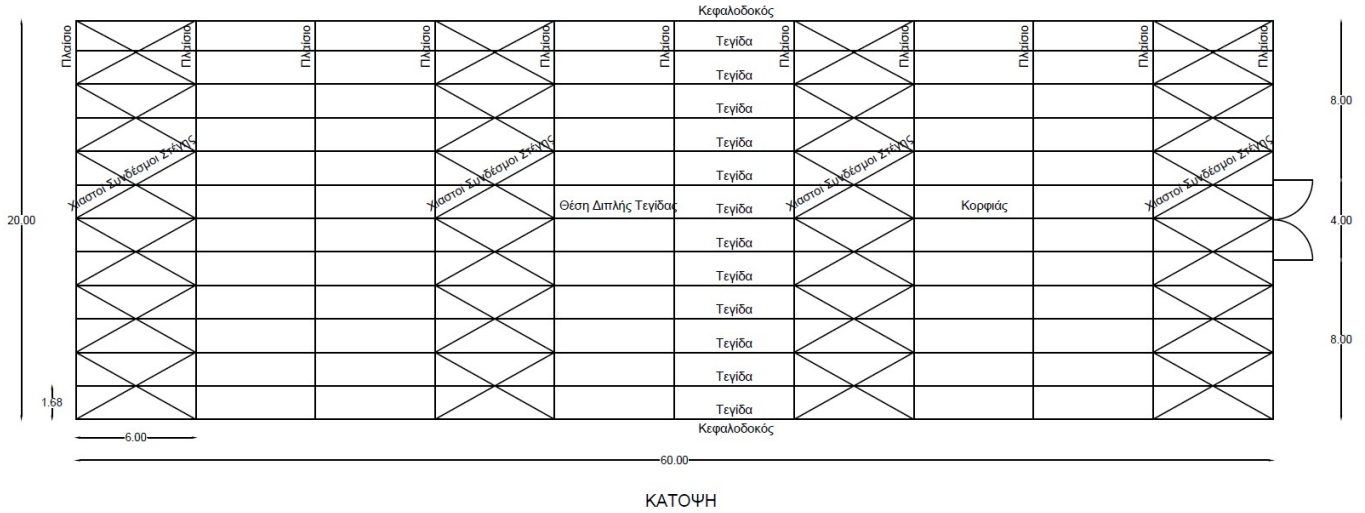 Κεφαλοδοκός
Πλαίσιο
Πλαίσιο
Πλαίσιο
Πλαίσιο
Πλαίσιο
Πλαίσιο
Πλαίσιο
Πλαίσιο
Πλαίσιο
Πλαίσιο
Πλαίσιο
Τεγίδα
Τεγίδα
Τεγίδα
8.00
Τεγίδα
Τεγίδα
Χιαστοί Συνδέσμοι Στέγης
Χιαστοί Συνδέσμοι Στέγης
Χιαστοί Συνδέσμοι Στέγης
Χιαστοί Συνδέσμοι Στέγης
20.00
Θέση Διπλής Τεγίδας
Τεγίδα
Κορφιάς
4.00
Τεγίδα
Τεγίδα
Τεγίδα
Τεγίδα
8.00
Τεγίδα
1.68
Τεγίδα
Κεφαλοδοκός
6.00
60.00
ΚΑΤΟΨΗ